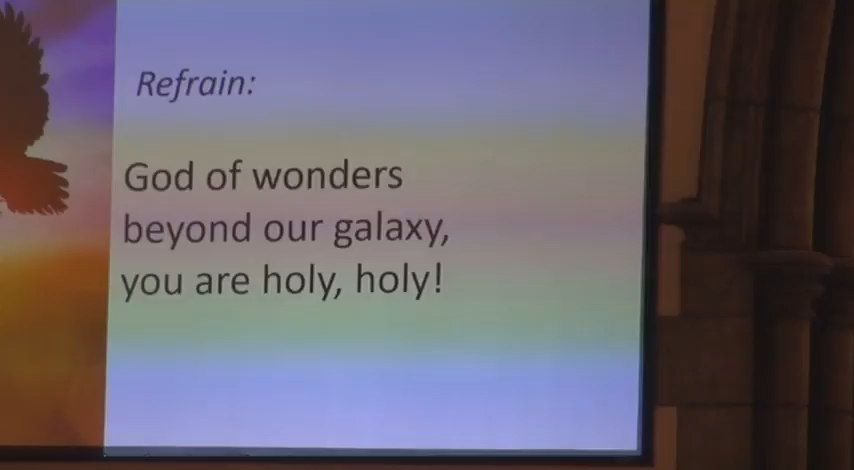 Refrain:
God of wonders
beyond our galaxy,
you are holy, holy!